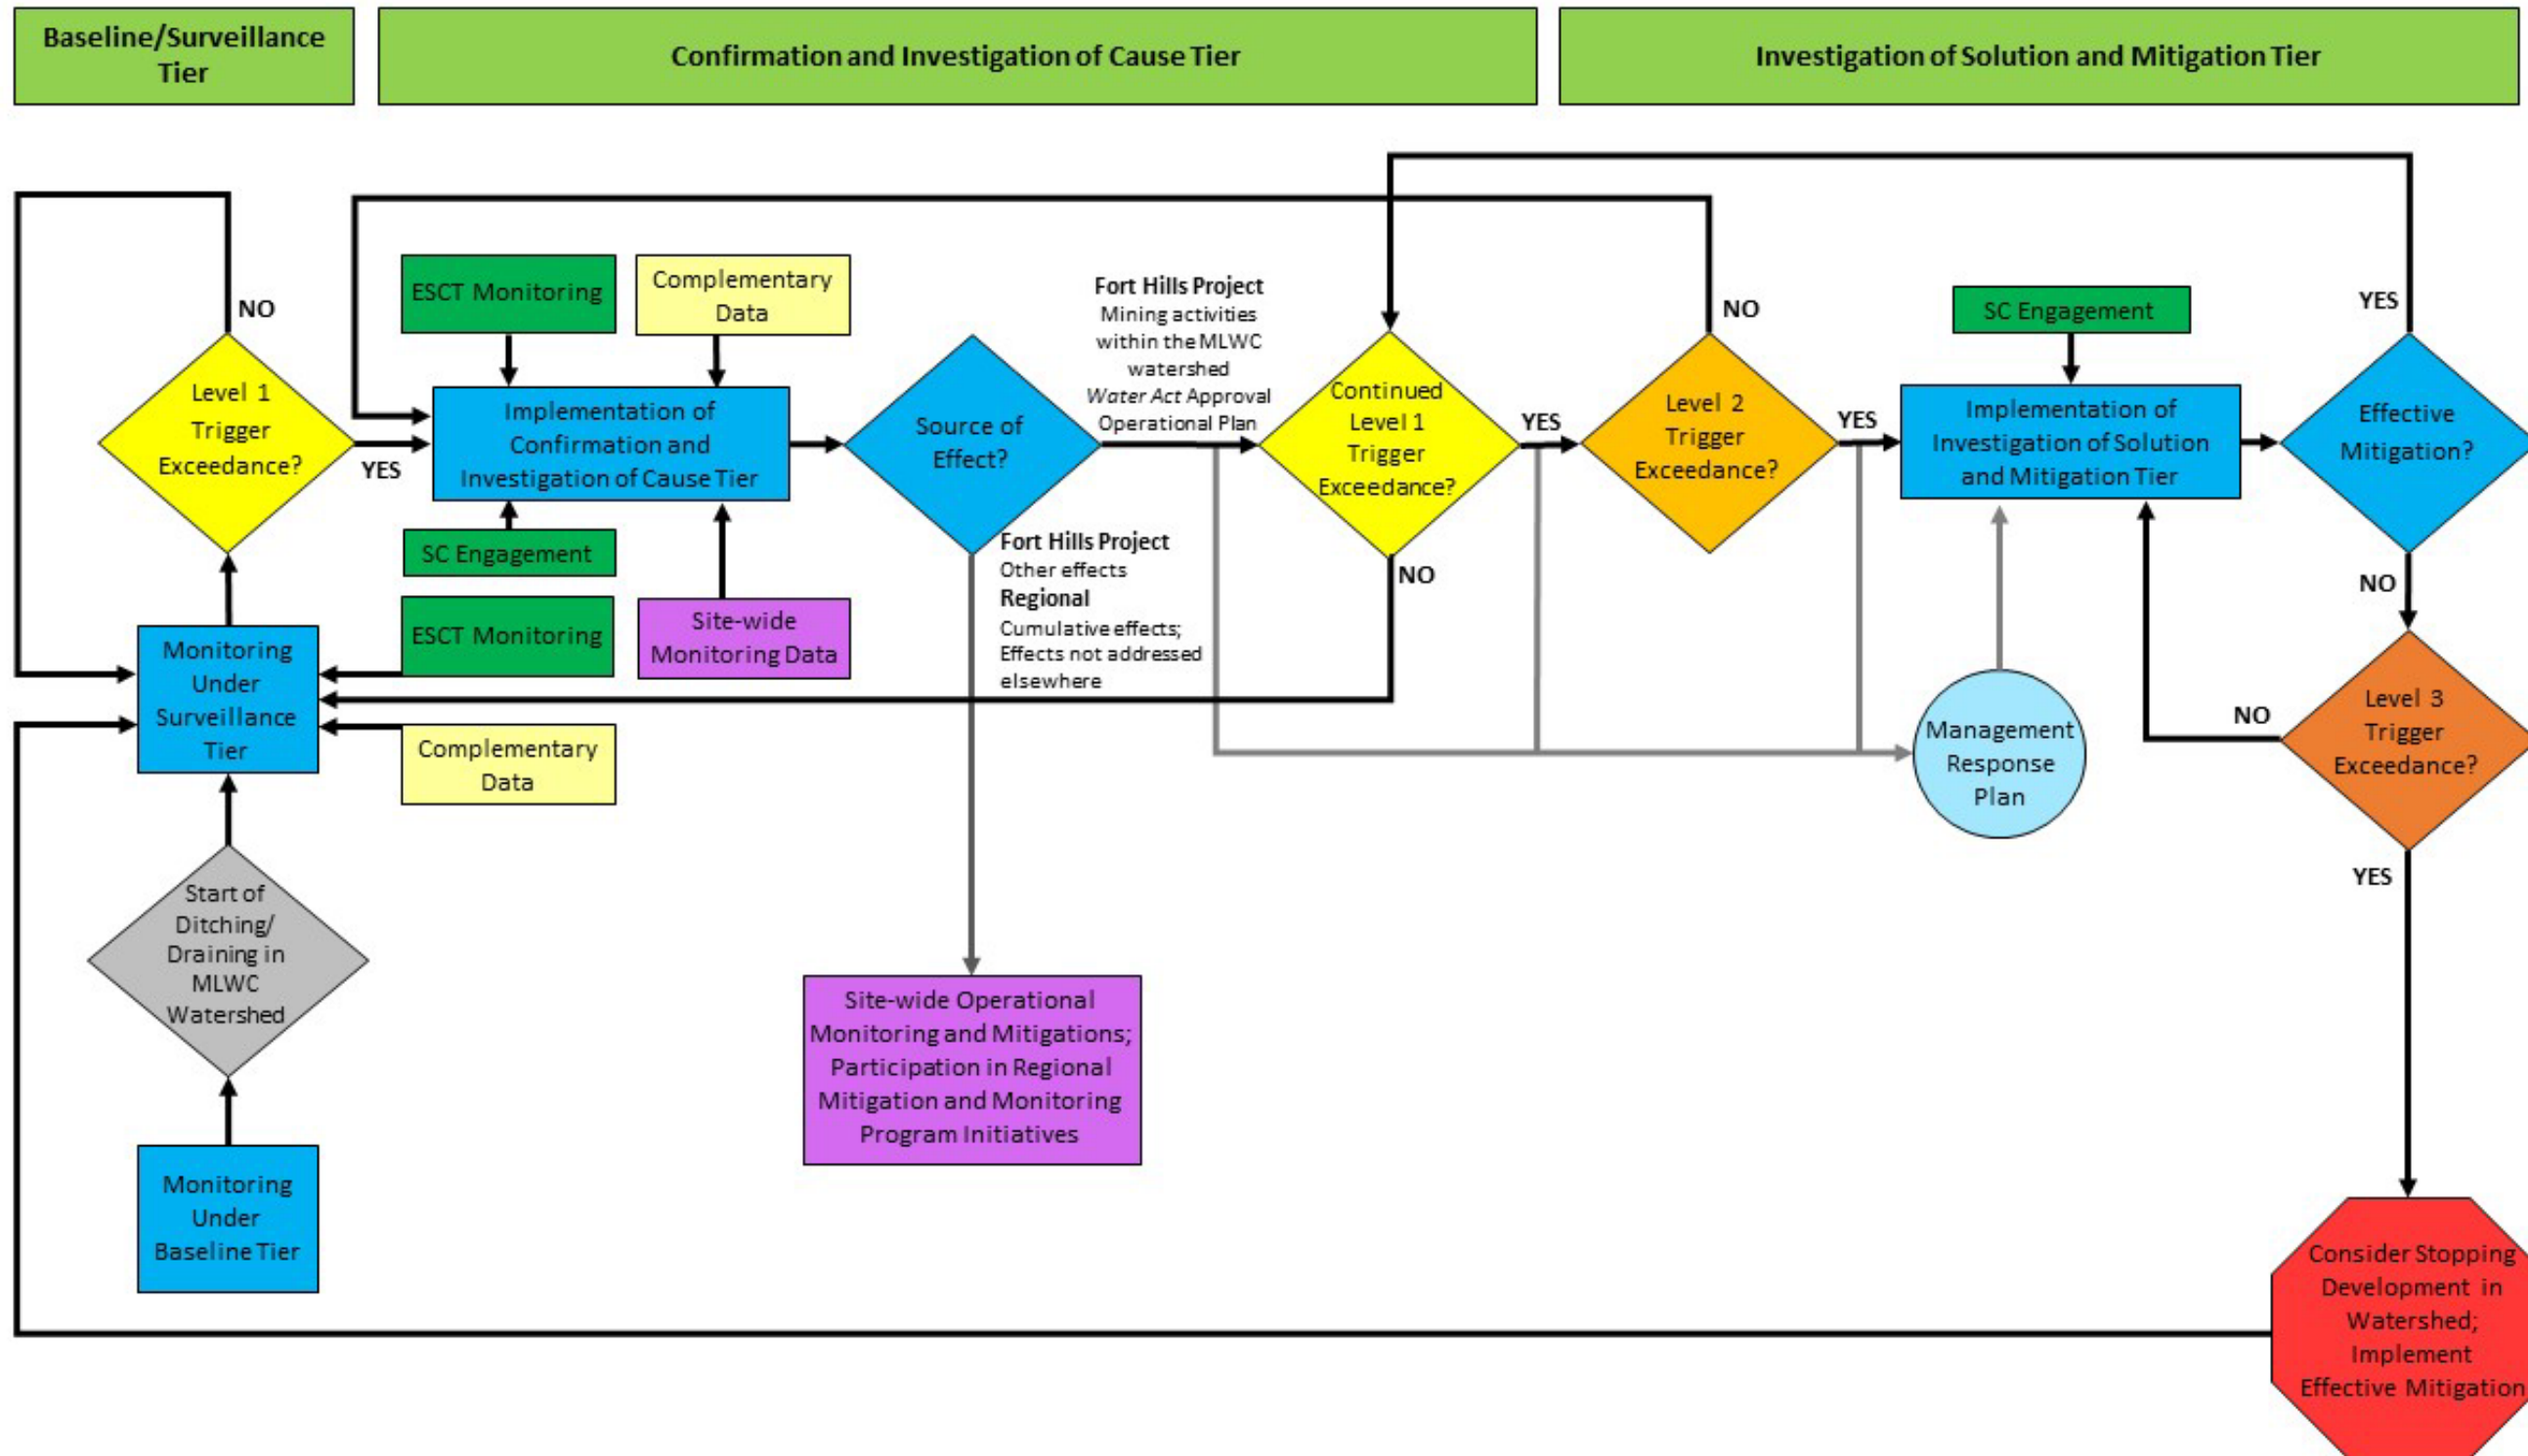 Baseline/Surveillance
Tier
Confirmation and Investigation of Cause Tier
Investigation of Solution and Mitigation Tier
NO
Level 1
Trigger
Exceedance?
YES
ESCT Monitoring
Complementary
Data
Implementation of
Confirmation and
Investigation of Cause Tier
SC Engagement
ESCT Monitoring
Site-wide
Monitoring Data
Monitoring
Under
Surveillance
Tier
Complementary
Data
Start of
Ditching/
Draining in
MLWC
Watershed
Monitoring
Under
Baseline Tier
Source of
Effect?
Fort Hills Project
Mining activities
within the MLWC
watershed
Water Act Approval
Operational Plan
Fort Hills Project
Other effects
Regional
Cumulative effects;
Effects not addressed
elsewhere
Site-wide Operational
Monitoring and Mitigations;
Participation in Regional
Mitigation and Monitoring
Program Initiatives
Continued
Level 1
Trigger
Exceedance?
YES
NO
Level 2
Trigger
Exceedance?
NO
YES
SC Engagement
Implementation of
Investigation of Solution
and Mitigation Tier
Management
Response
Plan
YES
Effective
Mitigation?
NO
Level 3
Trigger
Exceedance?
NO
YES
Consider Stopping
Development in
Watershed;
Implement
Effective Mitigation